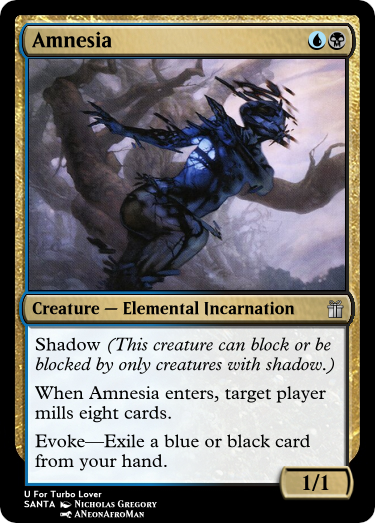 Amnesia
Creature — Elemental Incarnation
Shadow (This creature can block or be
blocked by only creatures with shadow.)
When Amnesia enters, target player
mills eight cards.
Evoke—Exile a blue or black card
from your hand.
1/1
U For Turbo Lover
SANTA Nicholas Gregory
ANeonAfroMan